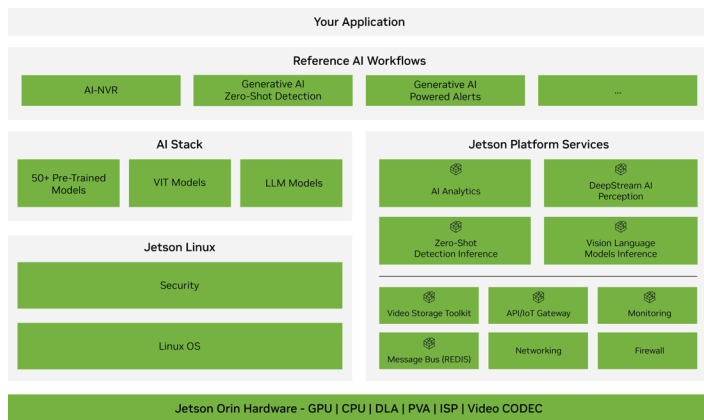 Your Application
Reference AI Workflows
AI-NVR
Generative AI
Zero-Shot Detection
Generative AI
Powered Alerts
...
AI Stack
50+ Pre-Trained
Models
VIT Models
LLM Models
Jetson Linux
Security
Linux OS
Jetson Platform Services
AI Analytics
DeepStream AI
Perception
Zero-Shot
Detection Inference
Vision Language
Models Inference
Video Storage Toolkit
API/IoT Gateway
Monitoring
Message Bus (REDIS)
Networking
Firewall
Jetson Orin Hardware - GPU | CPU | DLA | PVA | ISP | Video CODEC